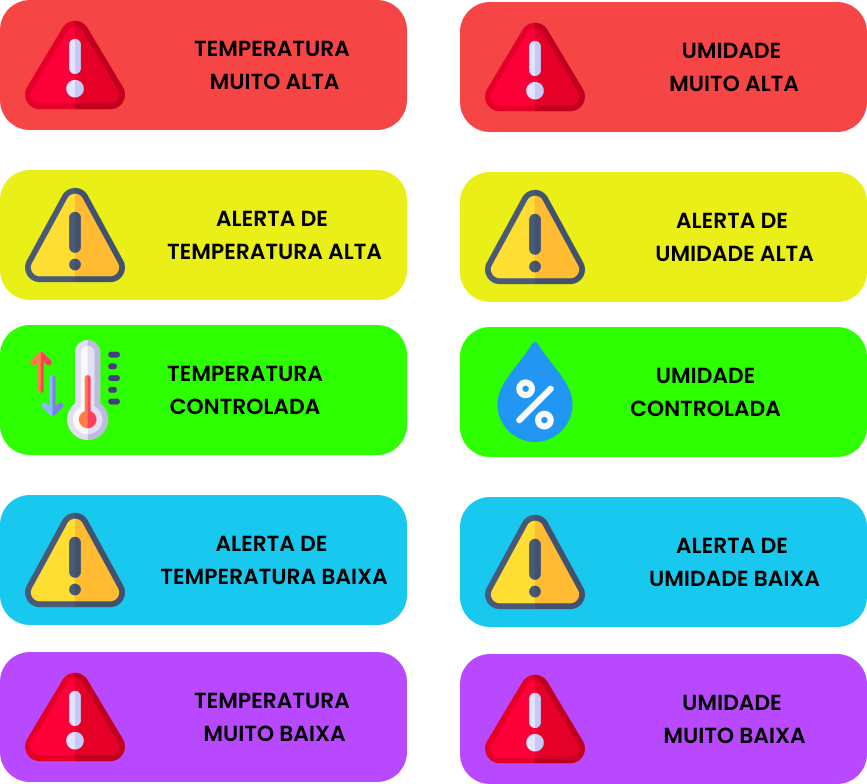 TEMPERATURA
MUITO ALTA
UMIDADE
MUITO ALTA
ALERTA DE
TEMPERATURA ALTA
ALERTA DE
UMIDADE ALTA
TEMPERATURA
CONTROLADA
UMIDADE
CONTROLADA
ALERTA DE
TEMPERATURA BAIXA
ALERTA DE
UMIDADE BAIXA
TEMPERATURA
MUITO BAIXA
UMIDADE
MUITO BAIXA